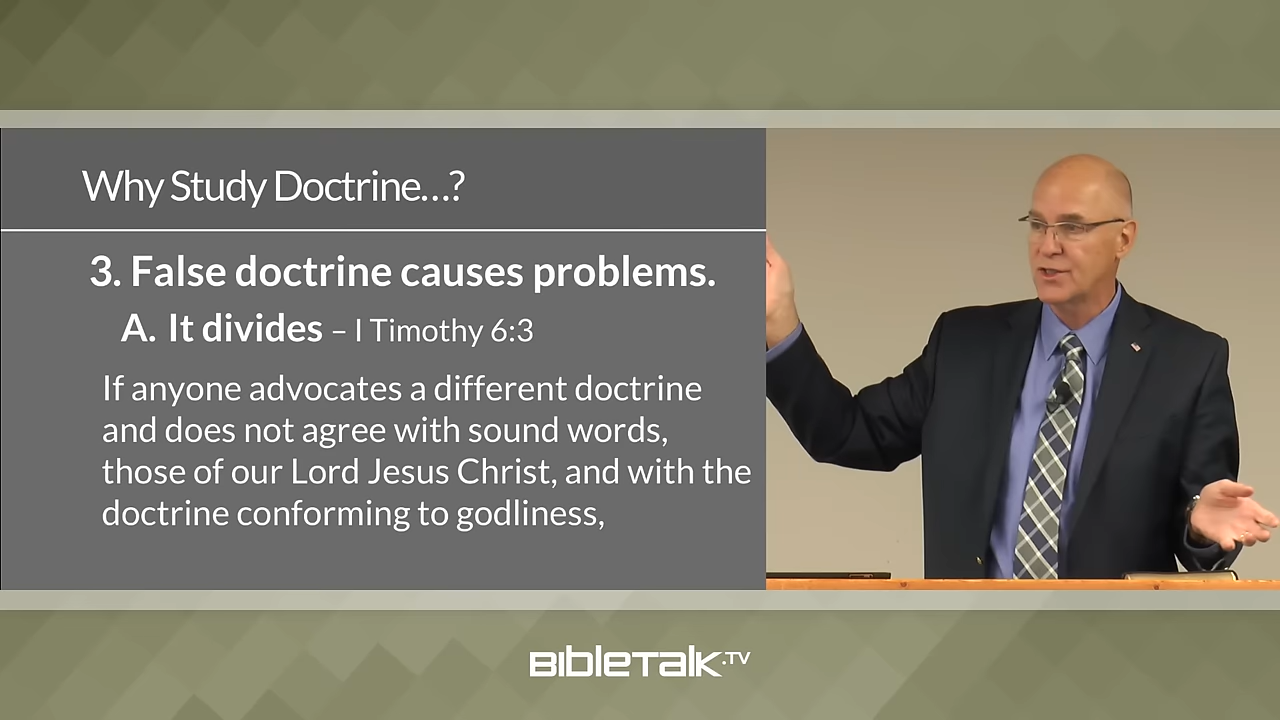 Why Study Doctrine...?
3. False doctrine causes problems.
A. It divides – I Timothy 6:3
If anyone advocates a different doctrine
and does not agree with sound words,
those of our Lord Jesus Christ, and with the
doctrine conforming to godliness,
BIBLETALK.TV